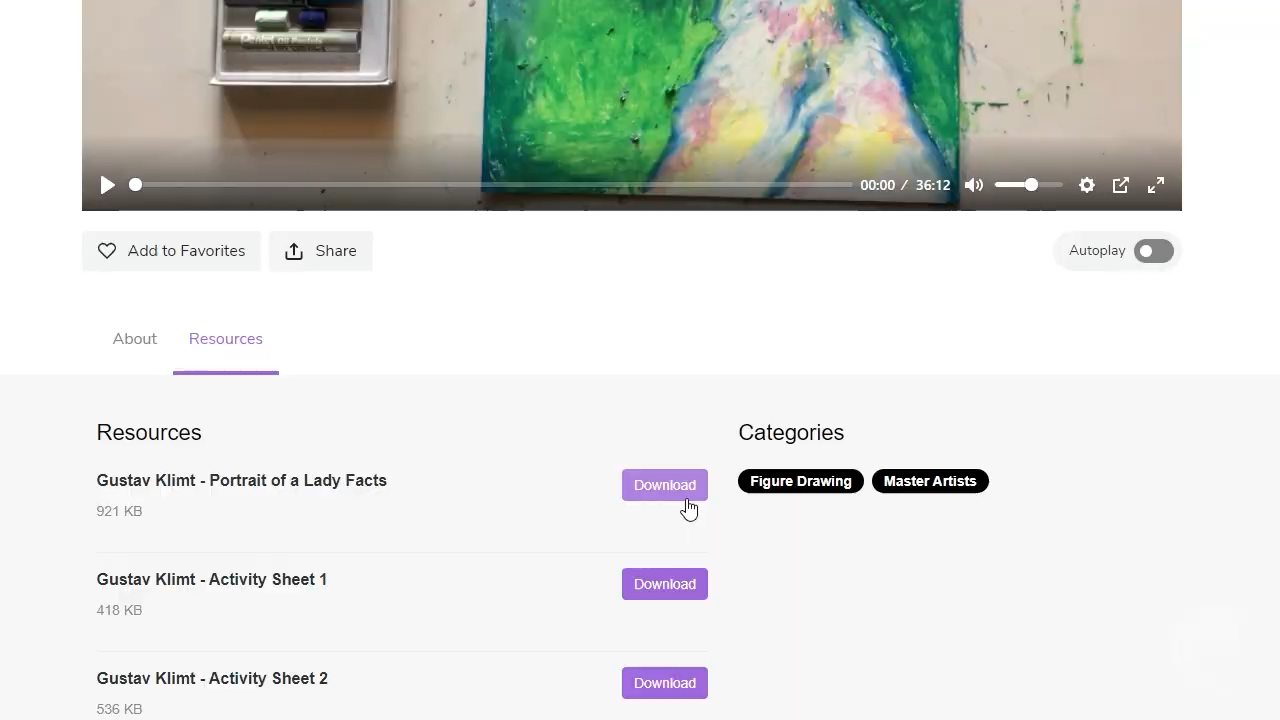 00:00 / 36:12
Add to Favorites
Share
Autoplay
About
Resources
Resources
Categories
Gustav Klimt - Portrait of a Lady Facts
Download
Figure Drawing
Master Artists
921 KB
Gustav Klimt - Activity Sheet 1
Download
418 KB
Gustav Klimt - Activity Sheet 2
Download
536 KB